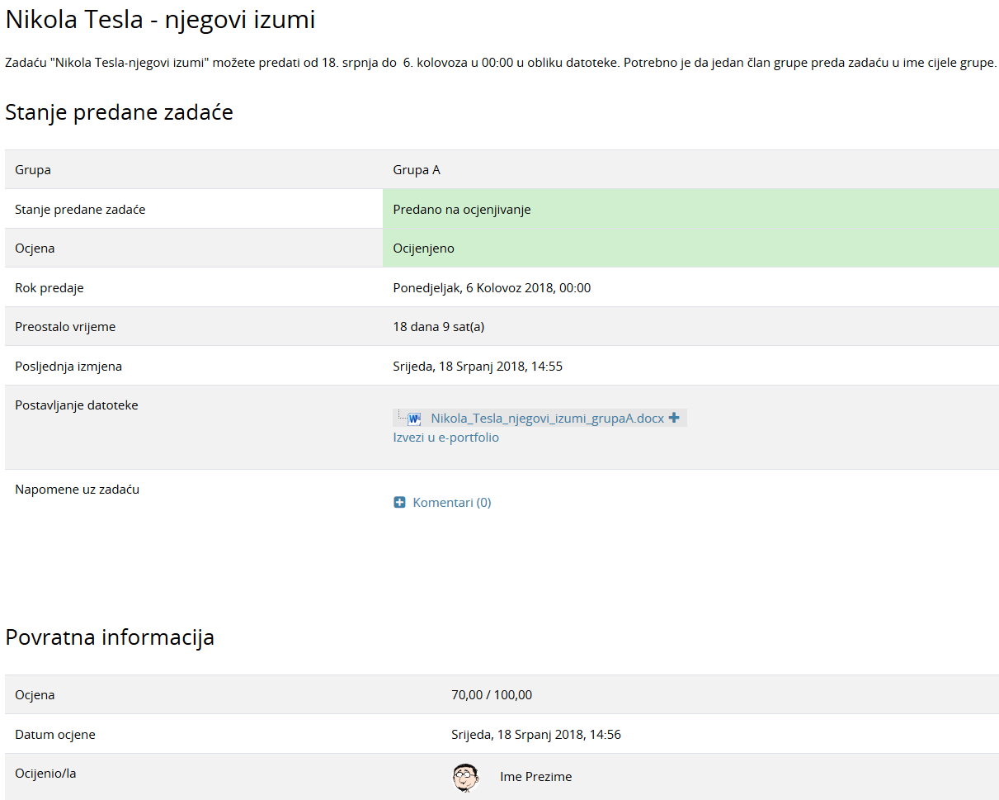 Nikola Tesla - njegovi izumi
Zadaću "Nikola Tesla-njegovi izumi" možete predati od 18. srpnja do  6. kolovoza u 00:00 u obliku datoteke. Potrebno je da jedan član grupe preda zadaću u ime cijele grupe.
Stanje predane zadaće
Grupa Grupa A
Stanje predane zadaće Predano na ocjenjivanje
Ocjena Ocijenjeno
Rok predaje Ponedjeljak, 6 Kolovoz 2018, 00:00
Preostalo vrijeme 18 dana 9 sat(a)
Posljednja izmjena Srijeda, 18 Srpanj 2018, 14:55
Postavljanje datoteke
Nikola_Tesla_njegovi_izumi_grupaA.docx
Izvezi u e-portfolio
Napomene uz zadaću
Komentari (0)
Povratna informacija
Ocjena 70,00 / 100,00
Datum ocjene Srijeda, 18 Srpanj 2018, 14:56
Ocijenio/la Ime Prezime